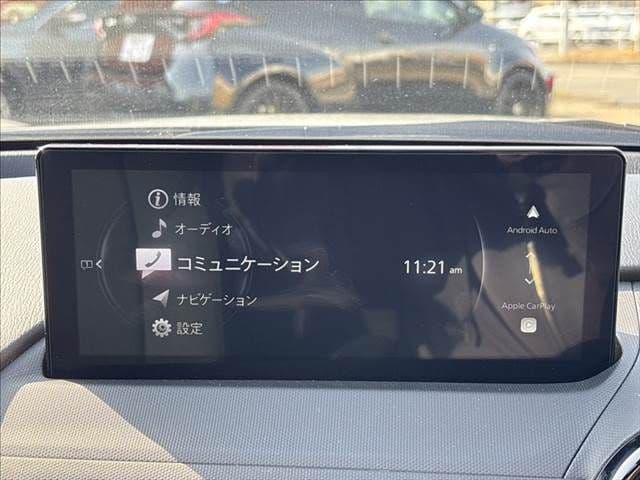 情報
オーディオ
コミュニケーション
ナビゲーション
設定
11:21 am
Android Auto
Apple CarPlay